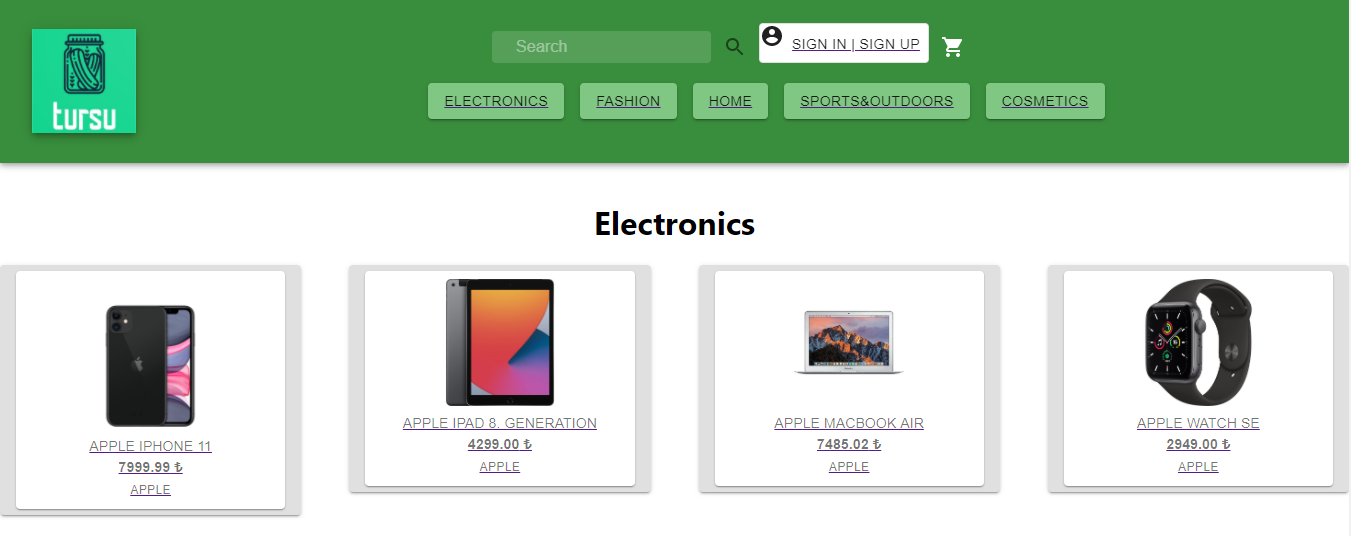 tursu
Search
SIGN IN | SIGN UP
ELECTRONICS
FASHION
HOME
SPORTS&OUTDOORS
COSMETICS
Electronics
APPLE IPHONE 11
7999.99 ₺
APPLE
APPLE IPAD 8. GENERATION
4299.00 ₺
APPLE
APPLE MACBOOK AIR
7485.02 ₺
APPLE
APPLE WATCH SE
2949.00 ₺
APPLE